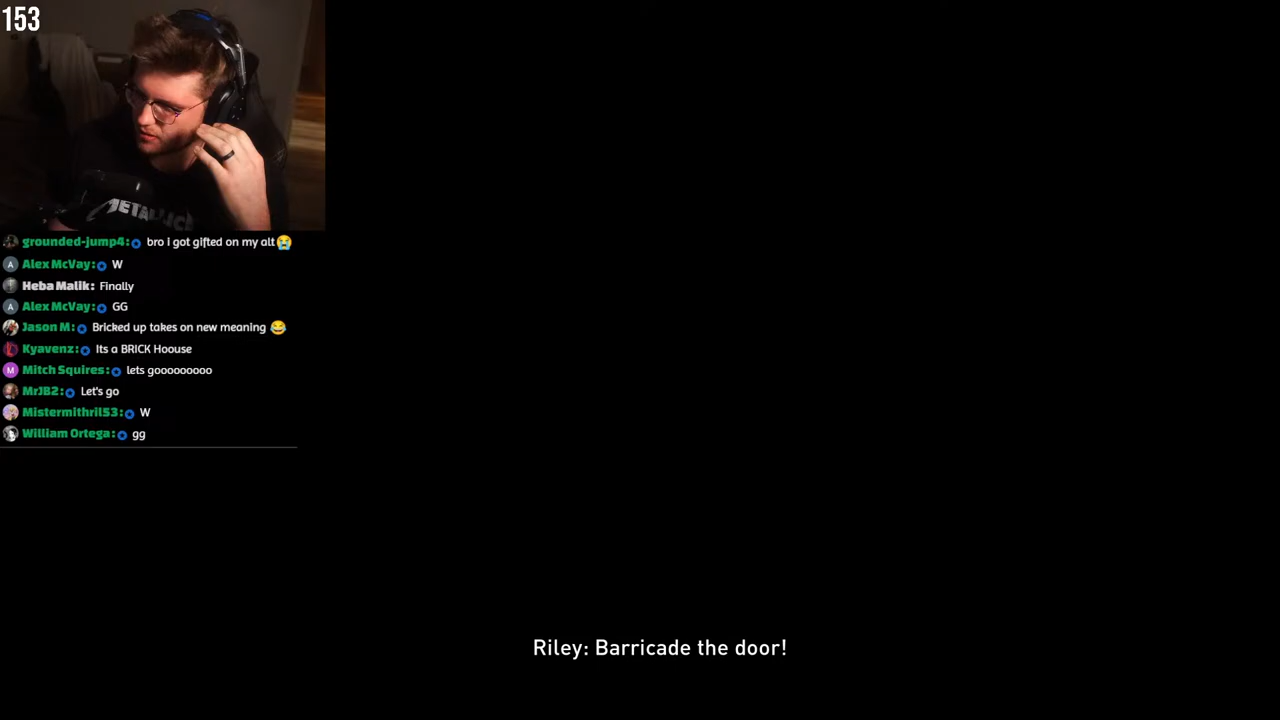 153
METALLICA
grounded-jump4: bro i got gifted on my alt😭
A Alex McVay: W
Heba Malik: Finally
A Alex McVay: GG
Jason M: Bricked up takes on new meaning 😂
Kyavenz: Its a BRICK Hoouse
M Mitch Squires: lets gooooooooo
MrJB2: Let's go
Mistermithril53: W
William Ortega: gg
Riley: Barricade the door!